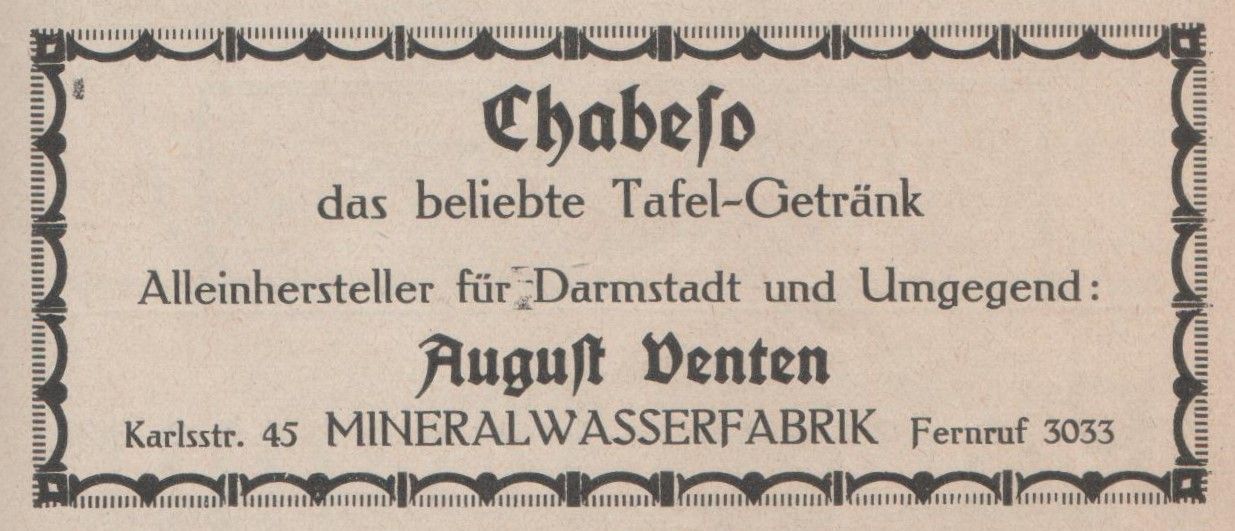 Chabeſo
das beliebte Tafel-Getränk
Alleinhersteller für Darmstadt und Umgegend:
Auguſt Venten
Karlsstr. 45 MINERALWASSERFABRIK Fernruf 3033